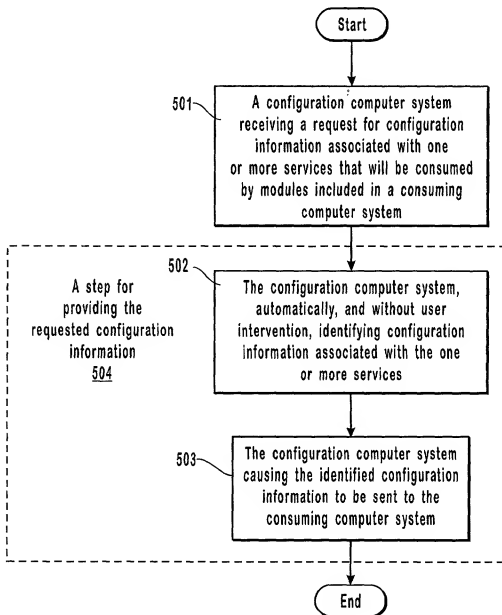 Start
501
A configuration computer system
receiving a request for configuration
information associated with one
or more services that will be consumed
by modules included in a consuming
computer system
A step for
providing the
requested configuration
information
504
502
The configuration computer system,
automatically, and without user
intervention, identifying configuration
information associated with the one
or more services
503
The configuration computer system
causing the identified configuration
information to be sent to the
consuming computer system
End